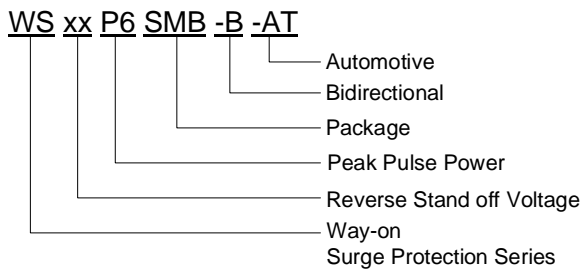 WS xx P6 SMB -B -AT
Automotive
Bidirectional
Package
Peak Pulse Power
Reverse Stand off Voltage
Way-on
Surge Protection Series